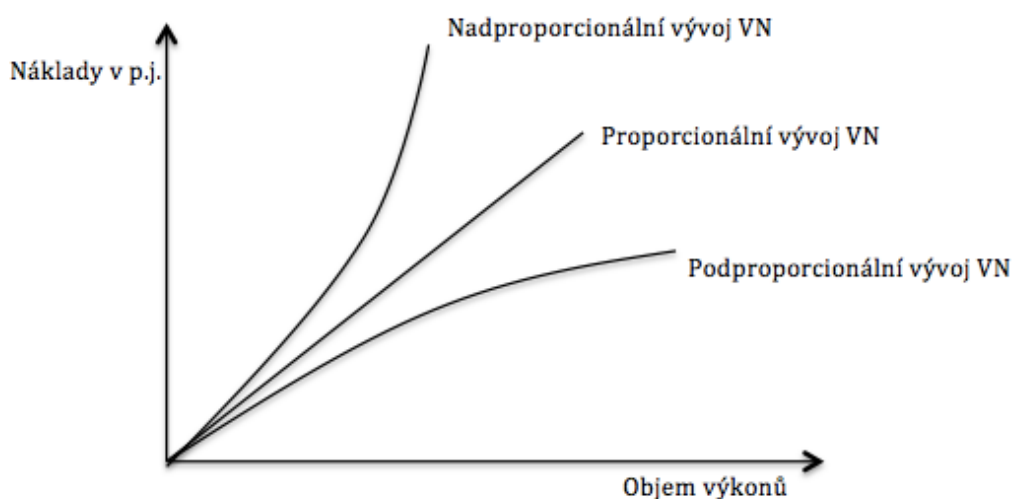 Nadproporcionální vývoj VN
Náklady v p.j.
Proporcionální vývoj VN
Podproporcionální vývoj VN
Objem výkonů